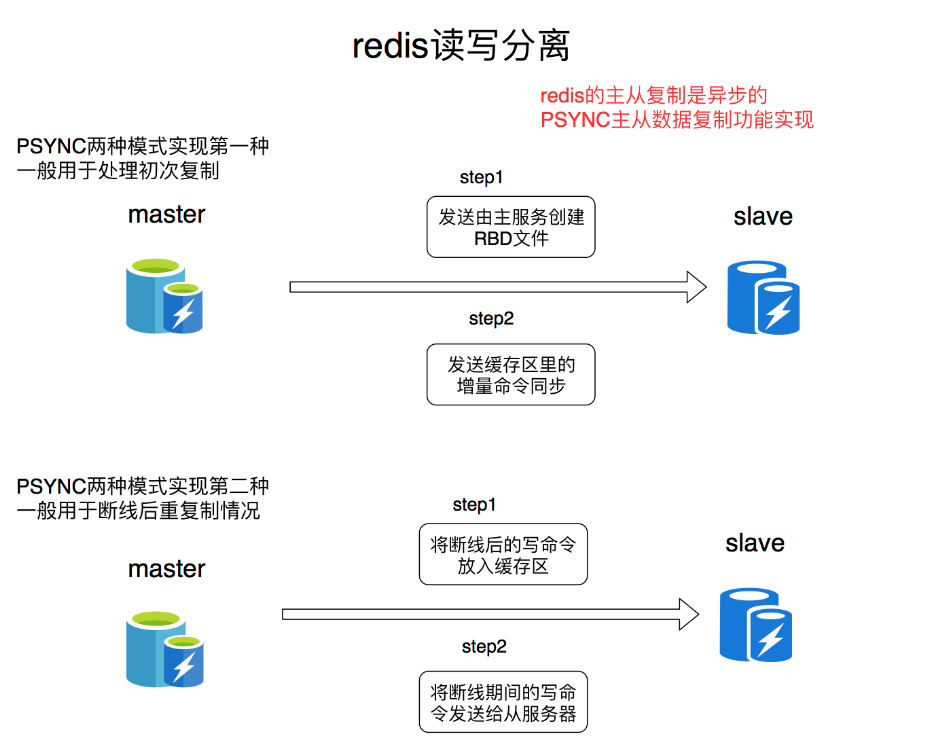 redis读写分离
redis的主从复制是异步的
PSYNC主从数据复制功能实现
PSYNC两种模式实现第一种
一般用于处理初次复制
master
step1
发送由主服务创建
RBD文件
slave
step2
发送缓存区里的
增量命令同步
PSYNC两种模式实现第二种
一般用于断线后重复制情况
master
step1
将断线后的写命令
放入缓存区
slave
step2
将断线期间的写命
令发送给从服务器